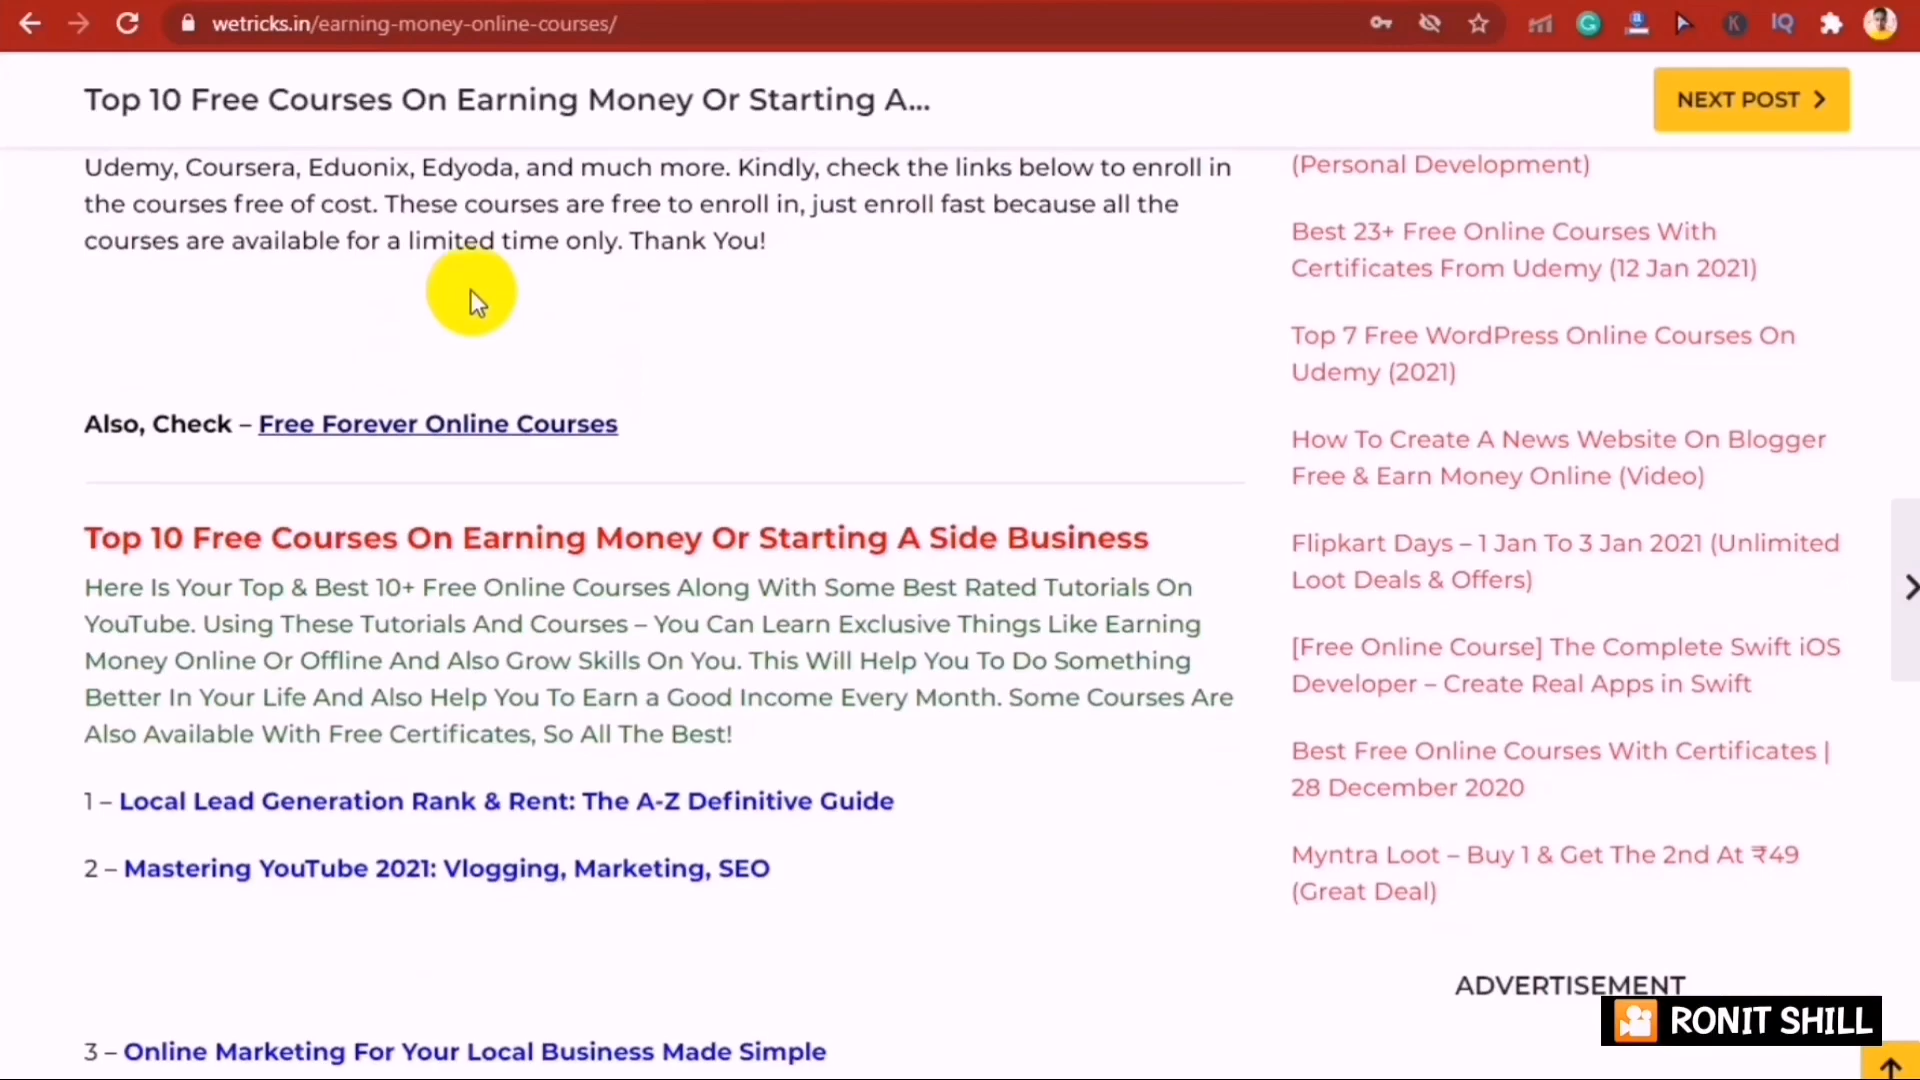 wetricks.in/earning-money-online-courses/
Top 10 Free Courses On Earning Money Or Starting A...
NEXT POST
Udemy, Coursera, Eduonix, Edyoda, and much more. Kindly, check the links below to enroll in
the courses free of cost. These courses are free to enroll in, just enroll fast because all the
courses are available for a limited time only. Thank You!
Also, Check – Free Forever Online Courses
Top 10 Free Courses On Earning Money Or Starting A Side Business
Here Is Your Top & Best 10+ Free Online Courses Along With Some Best Rated Tutorials On
YouTube. Using These Tutorials And Courses – You Can Learn Exclusive Things Like Earning
Money Online Or Offline And Also Grow Skills On You. This Will Help You To Do Something
Better In Your Life And Also Help You To Earn a Good Income Every Month. Some Courses Are
Also Available With Free Certificates, So All The Best!
1 – Local Lead Generation Rank & Rent: The A-Z Definitive Guide
2 – Mastering YouTube 2021: Vlogging, Marketing, SEO
3 – Online Marketing For Your Local Business Made Simple
(Personal Development)
Best 23+ Free Online Courses With
Certificates From Udemy (12 Jan 2021)
Top 7 Free WordPress Online Courses On
Udemy (2021)
How To Create A News Website On Blogger
Free & Earn Money Online (Video)
Flipkart Days – 1 Jan To 3 Jan 2021 (Unlimited
Loot Deals & Offers)
[Free Online Course] The Complete Swift iOS
Developer – Create Real Apps in Swift
Best Free Online Courses With Certificates |
28 December 2020
Myntra Loot – Buy 1 & Get The 2nd At ₹49
(Great Deal)
ADVERTISEMENT
RONIT SHILL